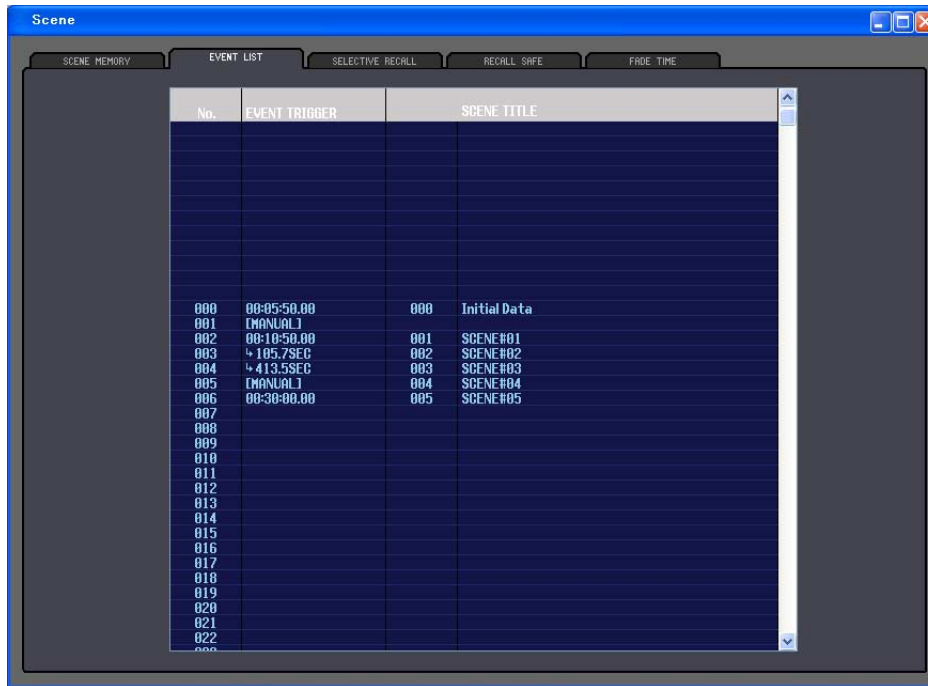 Scene
SCENE MEMORY EVENT LIST SELECTIVE RECALL RECALL SAFE FADE TIME
No. EVENT TRIGGER SCENE TITLE
000 00:05:50.00 000 Initial Data
001 [MANUAL]
002 00:10:50.00 001 SCENE#01
003 ↳105.7SEC 002 SCENE#02
004 ↳413.5SEC 003 SCENE#03
005 [MANUAL] 004 SCENE#04
006 00:30:00.00 005 SCENE#05
007
008
009
010
011
012
013
014
015
016
017
018
019
020
021
022